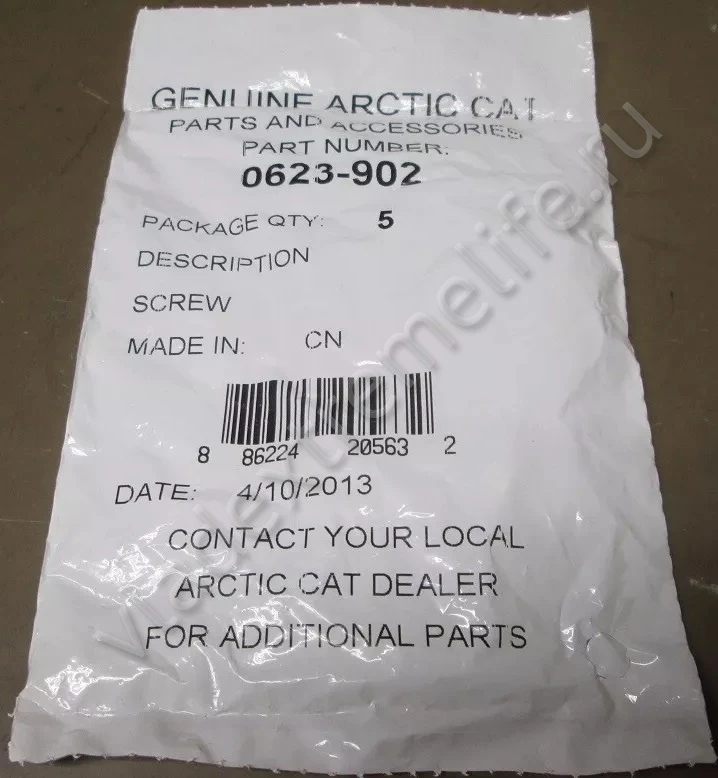 GENUINE ARCTIC CAT
PARTS AND ACCESSORIES
PART NUMBER:
0623-902
PACKAGE QTY: 5
DESCRIPTION
SCREW
MADE IN: CN
8 86224 20563 2
DATE: 4/10/2013
CONTACT YOUR LOCAL
ARCTIC CAT DEALER
FOR ADDITIONAL PARTS